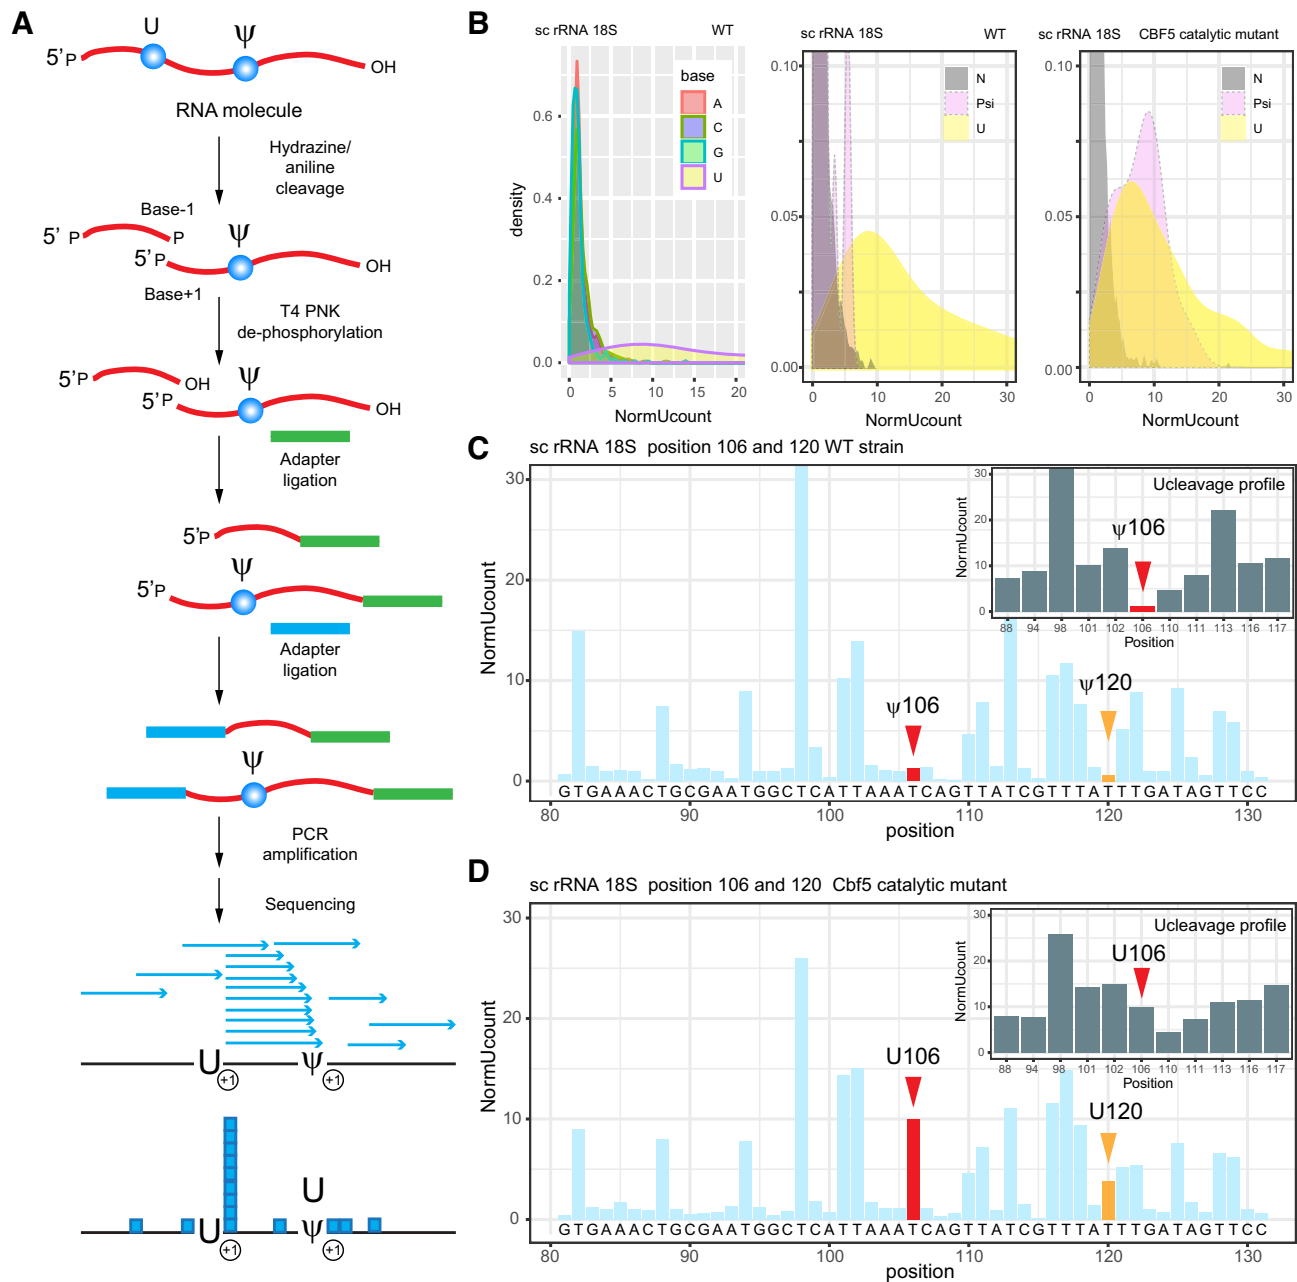 A
U
ψ
5'P
OH
RNA molecule
Hydrazine/
aniline
cleavage
Base-1
5' P
P
ψ
5'P
OH
Base+1
T4 PNK
de-phosphorylation
5'P
OH
ψ
5'P
OH
Adapter
ligation
5'P
ψ
5'P
Adapter
ligation
ψ
PCR
amplification
Sequencing
U
+1
ψ
+1
U
U
+1
ψ
+1
B
sc rRNA 18S WT
base
A
C
G
U
density
0.6
0.4
0.2
0.0
0 5 10 15 20
NormUcount
sc rRNA 18S WT
N
Psi
U
0.10
0.05
0.00
0 10 20 30
NormUcount
sc rRNA 18S CBF5 catalytic mutant
N
Psi
U
0.10
0.05
0.00
0 10 20 30
NormUcount
C
sc rRNA 18S position 106 and 120 WT strain
NormUcount
30
20
10
0
ψ106
ψ120
GTGAAACTGCGAATGGCTCATTAAATCAGTTATCGTTTATTTGATAGTTCC
80 90 100 110 120 130
position
Ucleavage profile
NormUcount
30
20
10
0
ψ106
88 94 98 101 102 106 110 111 113 116 117
Position
D
sc rRNA 18S position 106 and 120 Cbf5 catalytic mutant
NormUcount
30
20
10
0
U106
U120
GTGAAACTGCGAATGGCTCATTAAATCAGTTATCGTTTATTTGATAGTTCC
80 90 100 110 120 130
position
Ucleavage profile
NormUcount
30
20
10
0
U106
88 94 98 101 102 106 110 111 113 116 117
Position